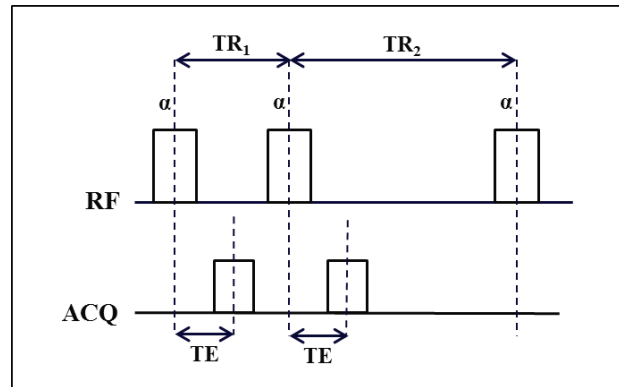 TR₁ TR₂
α α α
RF
ACQ
TE TE